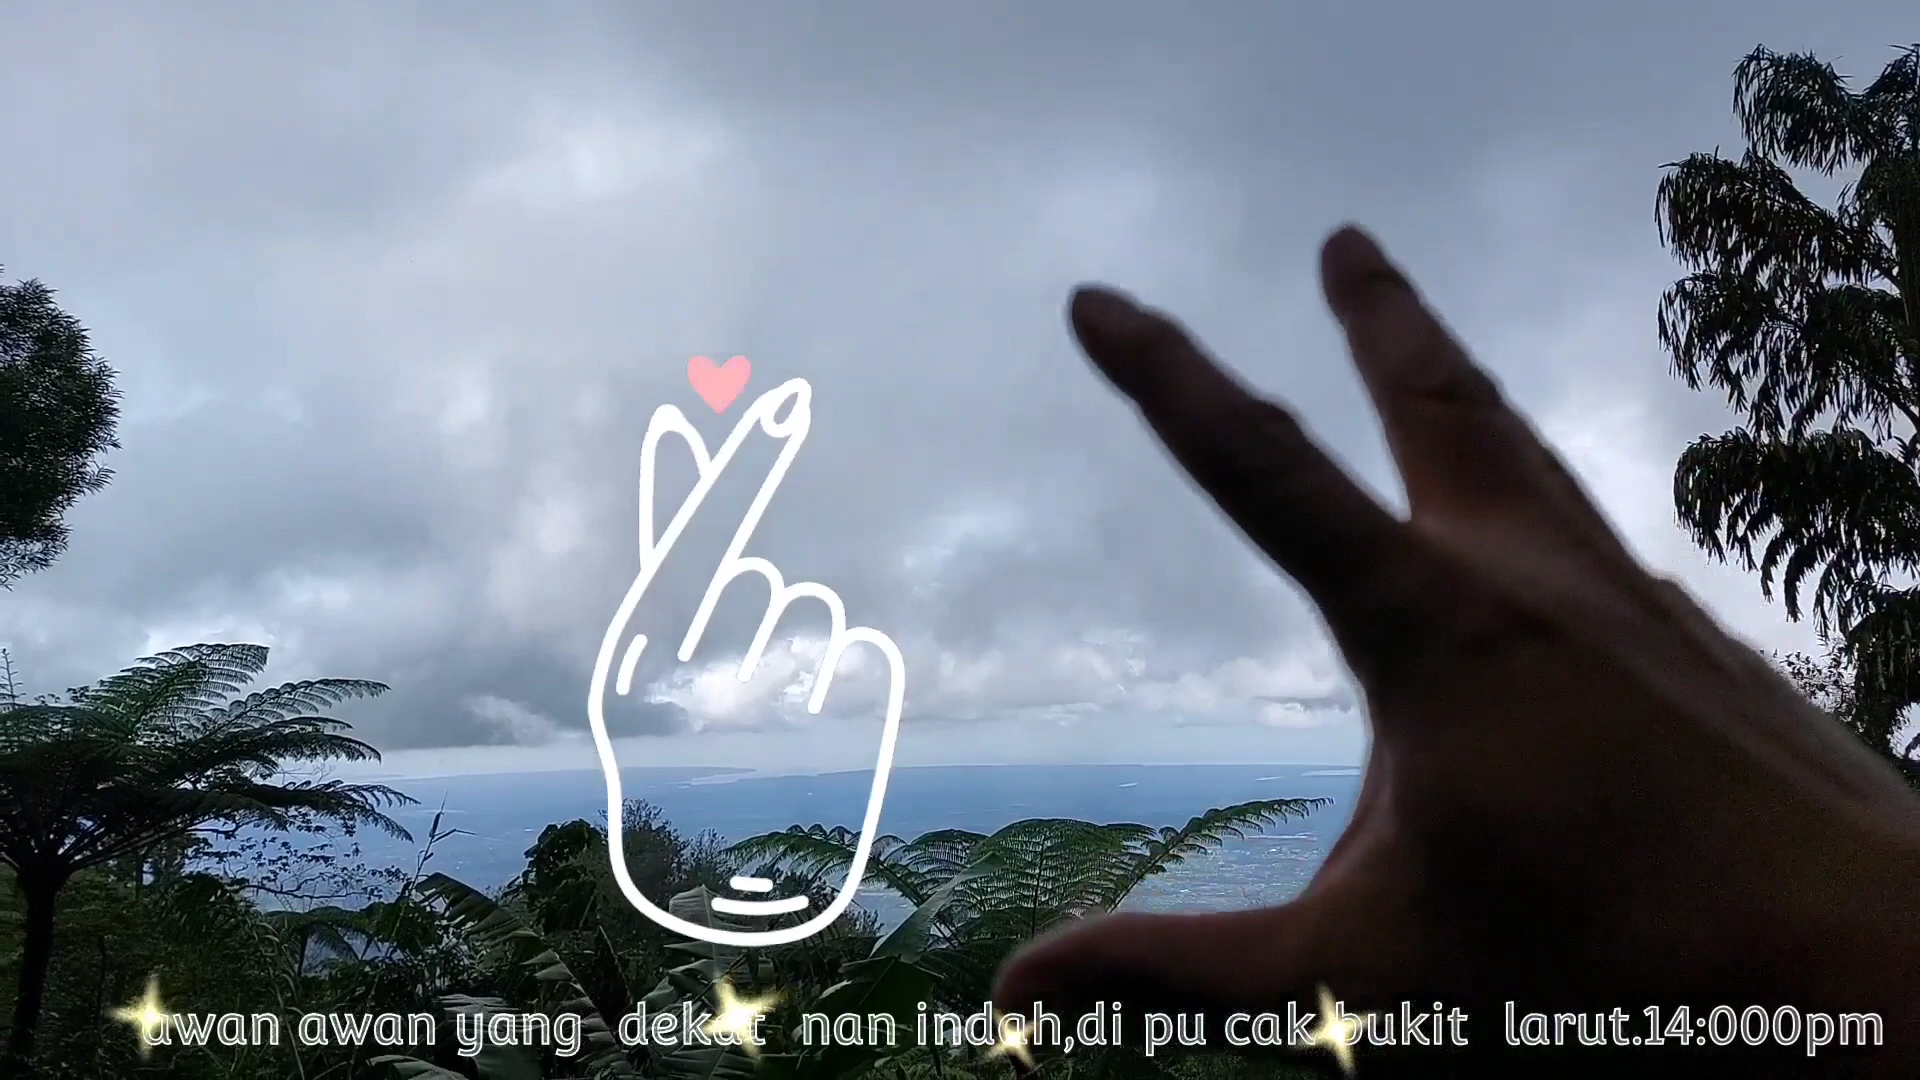 awan awan yang dekat nan indah,di pu cak bukit larut.14:000pm